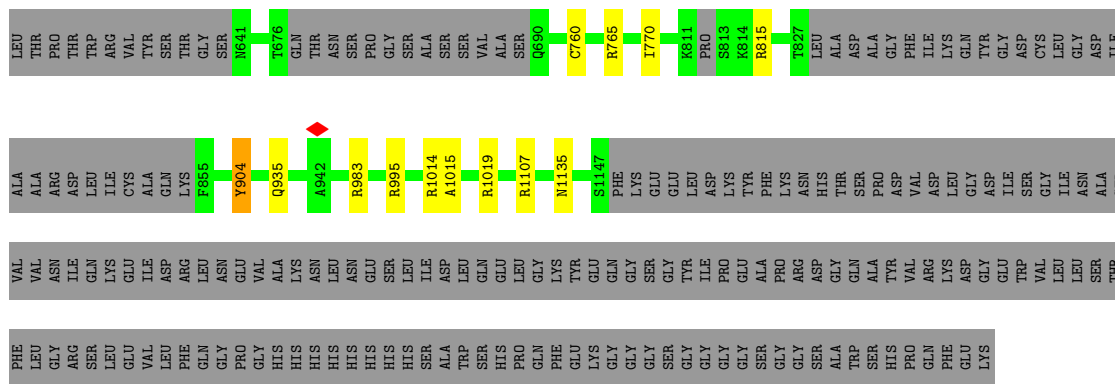 LEU THR PRO THR TRP ARG VAL TYR SER THR GLY SER N641 T676 GLN THR ASN SER PRO GLY SER ALA SER SER VAL ALA SER Q690 C760 R765 I770 K811 PRO S813 K814 R815 T827 LEU ALA ASP ALA GLY PHE ILE LYS GLN TYR GLY ASP CYS LEU GLY ASP ILE
ALA ALA ARG ASP LEU ILE CYS ALA GLN LYS F855 Y904 Q935 A942 R983 R995 R1014 A1015 R1019 R1107 N1135 S1147 PHE LYS GLU GLU LEU ASP LYS TYR PHE LYS ASN HIS THR SER PRO ASP VAL ASP LEU GLY ASP ILE SER GLY ILE ASN ALA
VAL VAL ASN ILE GLN LYS GLU ILE ASP ARG LEU ASN GLU VAL ALA LYS ASN LEU ASN GLU SER LEU ILE ASP LEU GLN GLU LEU GLY LYS TYR GLU GLN GLY SER GLY TYR ILE PRO GLU ALA PRO ARG ASP GLY GLN ALA TYR VAL ARG LYS ASP GLY GLU TRP VAL LEU LEU SER THR
PHE LEU GLY ARG SER LEU GLU VAL LEU PHE GLN GLY PRO GLY HIS HIS HIS HIS HIS HIS HIS HIS SER ALA TRP SER HIS PRO GLN PHE GLU LYS GLY GLY GLY SER GLY GLY GLY GLY SER GLY GLY SER ALA TRP SER HIS PRO GLN PHE GLU LYS